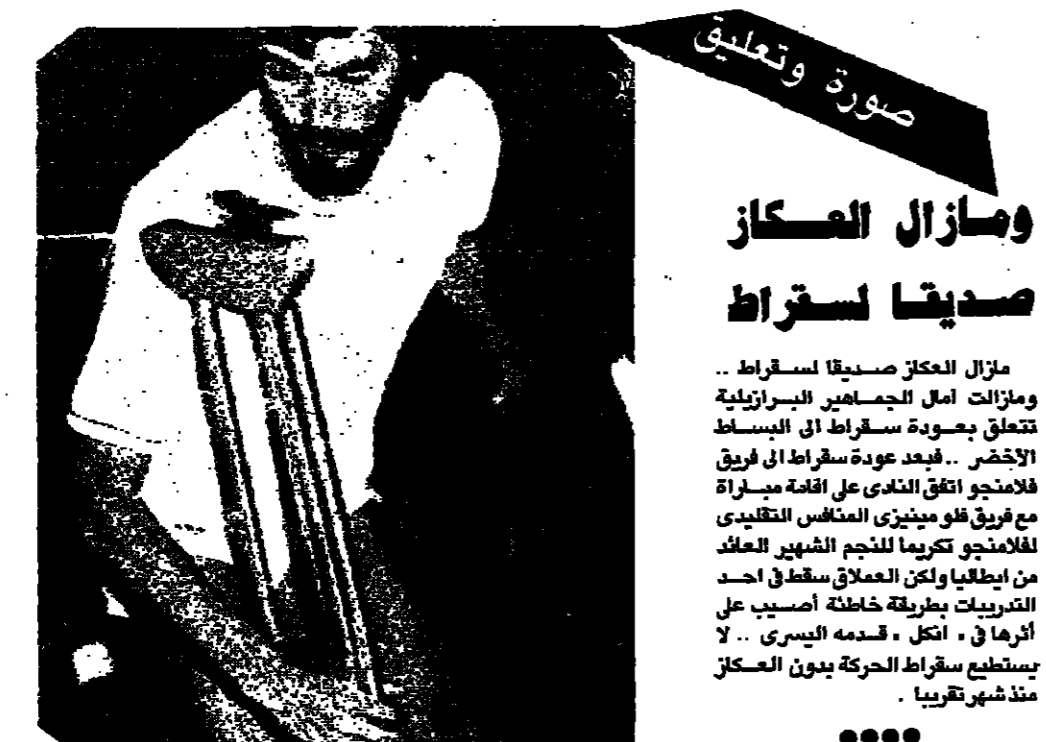 صورة وتعليق
ومازال العكاز
صديقا لسقراط
مازال العكاز صديقا لسقراط ..
ومازالت آمال الجماهير البرازيلية
تتعلق بعودة سقراط الى البساط
الأخضر .. فبعد عودة سقراط الى فريق
فلامنجو اتفق النادى على اقامة مباراة
مع فريق فلومينيزى المنافس التقليدى
لفلامنجو تكريما للنجم الشهير العائد
من ايطاليا ولكن العملاق سقط فى احد
التدريبات بطريقة خاطئة أصيب على
أثرها فى « انكل » قدمه اليسرى .. لا
يستطيع سقراط الحركة بدون العكاز
منذ شهر تقريبا .